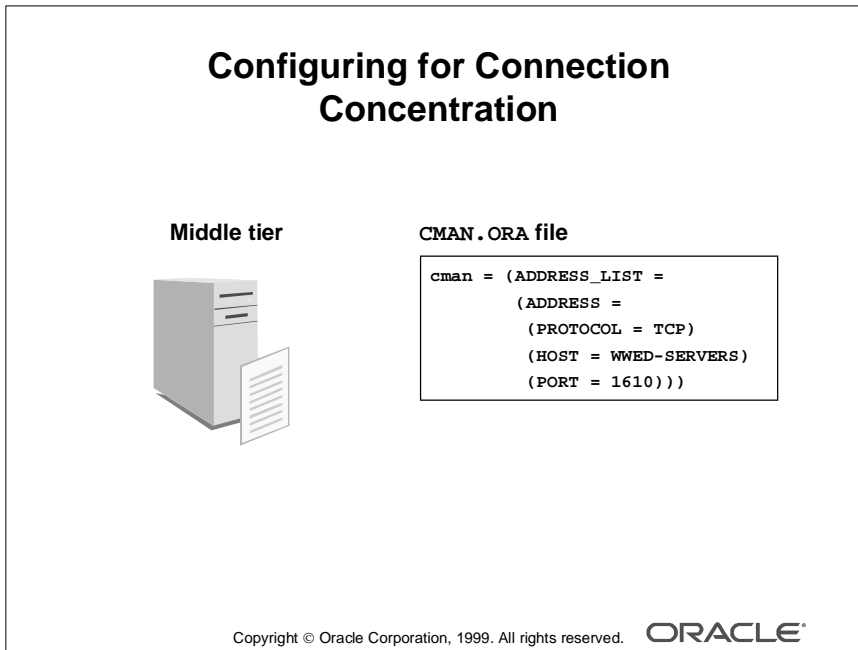 Configuring for Connection
Concentration
Middle tier
CMAN.ORA file
cman = (ADDRESS_LIST =
(ADDRESS =
(PROTOCOL = TCP)
(HOST = WWED-SERVERS)
(PORT = 1610)))
Copyright © Oracle Corporation, 1999. All rights reserved. ORACLE®